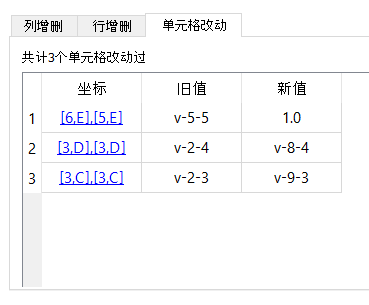 列增删 行增删 单元格改动
共计3个单元格改动过
坐标 旧值 新值
1 [6,E],[5,E] v-5-5 1.0
2 [3,D],[3,D] v-2-4 v-8-4
3 [3,C],[3,C] v-2-3 v-9-3